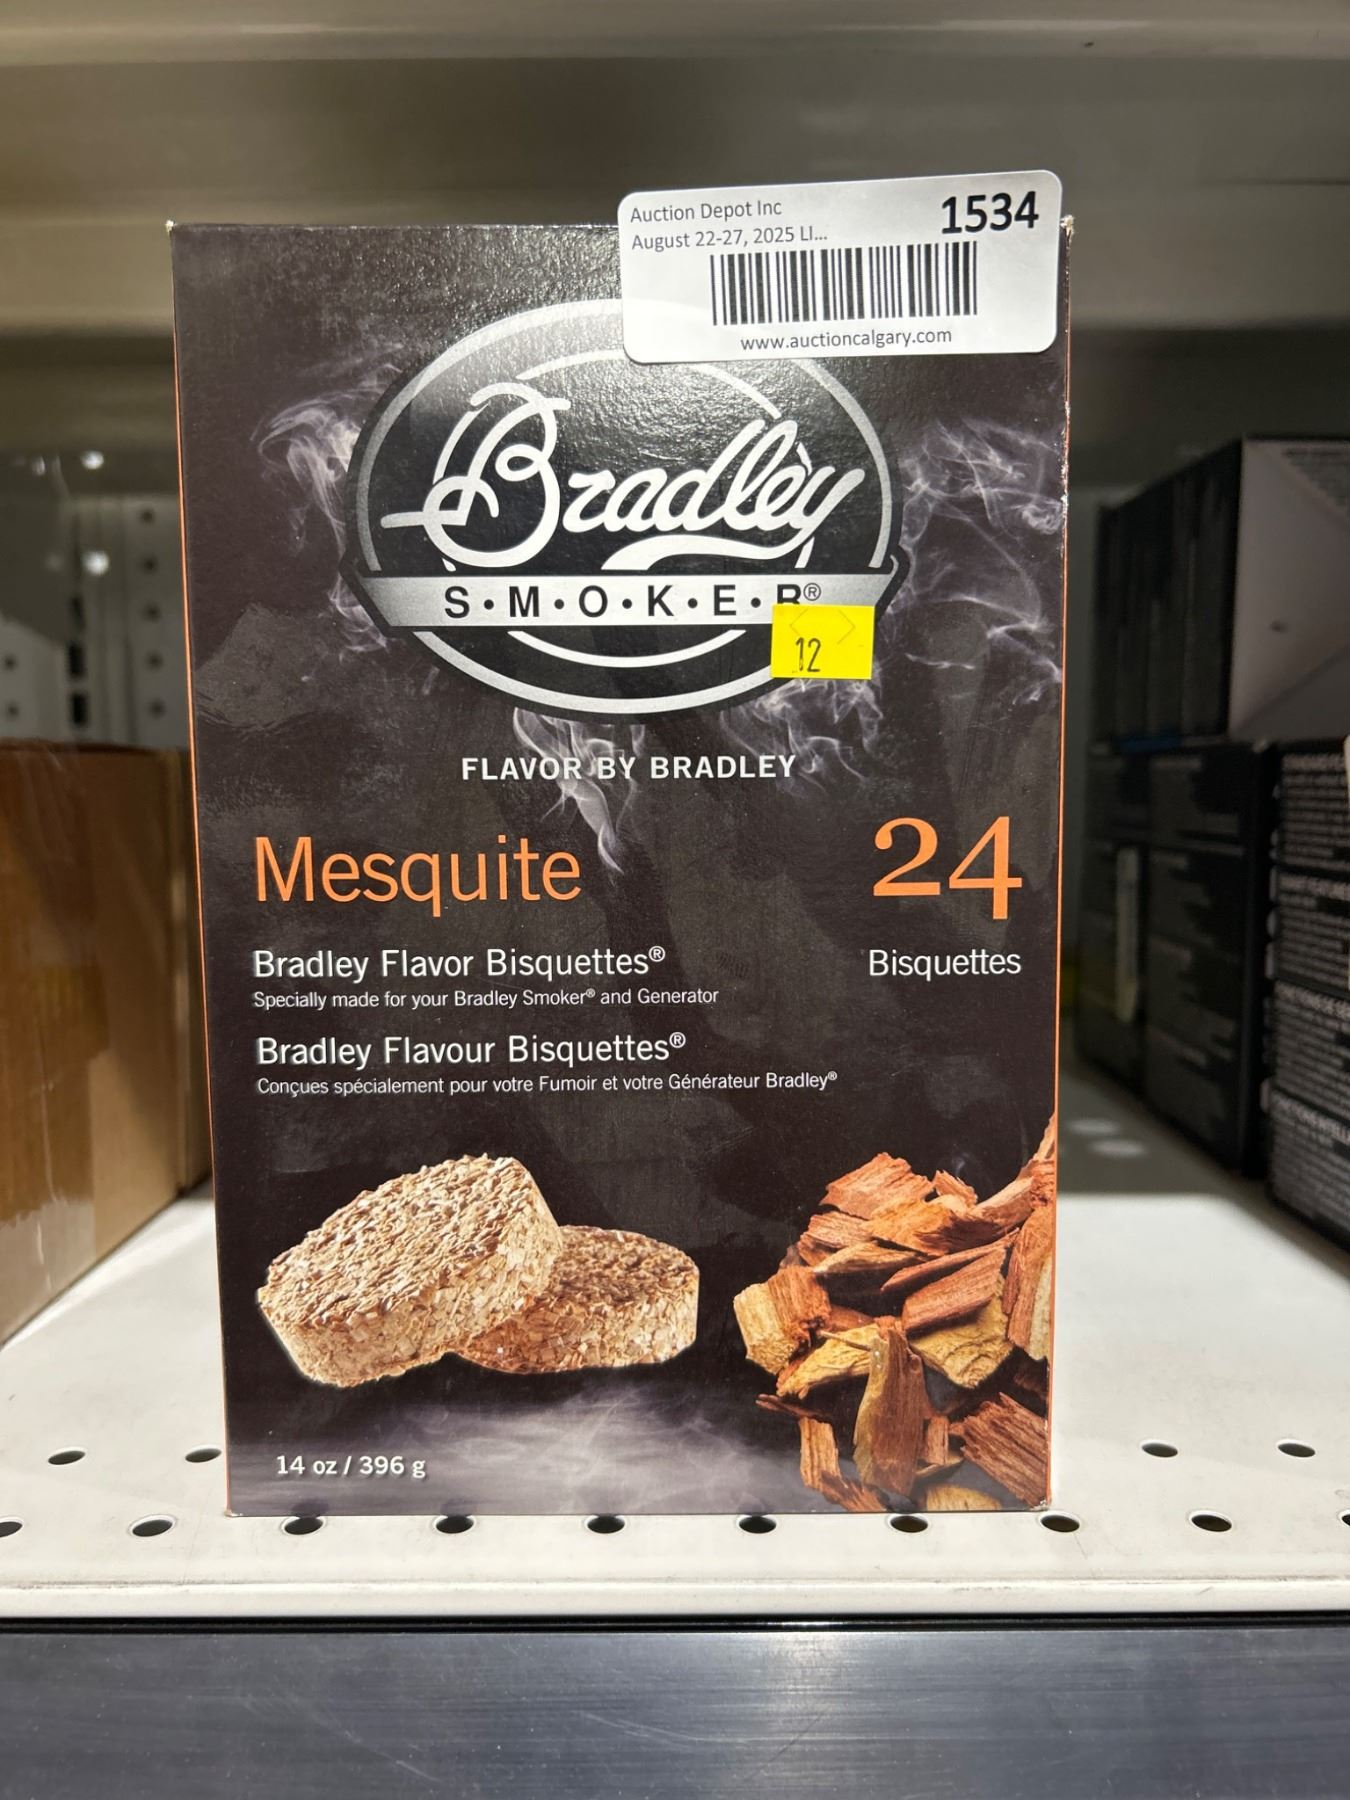 Auction Depot Inc
1534
August 22-27, 2025 LI...
www.auctioncalgary.com
Bradley
S•M•O•K•E•R®
12
FLAVOR BY BRADLEY
Mesquite
24
Bisquettes
Bradley Flavor Bisquettes®
Specially made for your Bradley Smoker® and Generator
Bradley Flavour Bisquettes®
Conçues spécialement pour votre Fumoir et votre Générateur Bradley®
14 oz / 396 g